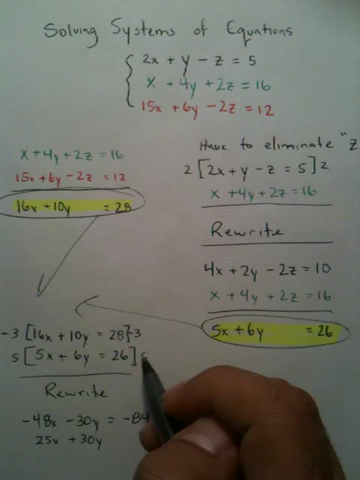 Solving Systems of Equations
2x + y - z = 5
x + 4y + 2z = 16
15x + 6y - 2z = 12
x + 4y + 2z = 16
15x + 6y - 2z = 12
16x + 10y = 28
Have to eliminate "z
2 [2x + y - z = 5] 2
x + 4y + 2z = 16
Rewrite
4x + 2y - 2z = 10
x + 4y + 2z = 16
5x + 6y = 26
-3 [16x + 10y = 28] -3
5 [5x + 6y = 26] 5
Rewrite
-48x - 30y = -84
25x + 30y